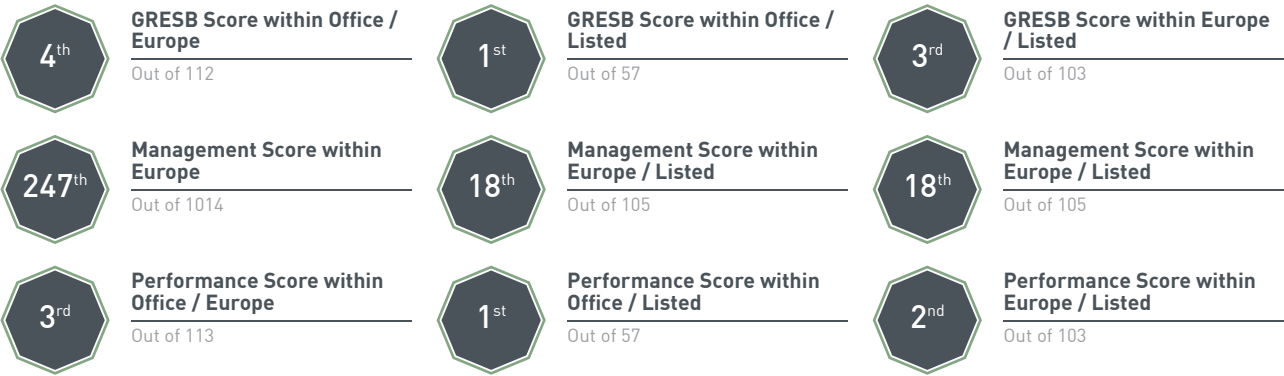 4th
GRESB Score within Office /
Europe
Out of 112
1st
GRESB Score within Office /
Listed
Out of 57
3rd
GRESB Score within Europe
/ Listed
Out of 103
247th
Management Score within
Europe
Out of 1014
18th
Management Score within
Europe / Listed
Out of 105
18th
Management Score within
Europe / Listed
Out of 105
3rd
Performance Score within
Office / Europe
Out of 113
1st
Performance Score within
Office / Listed
Out of 57
2nd
Performance Score within
Europe / Listed
Out of 103